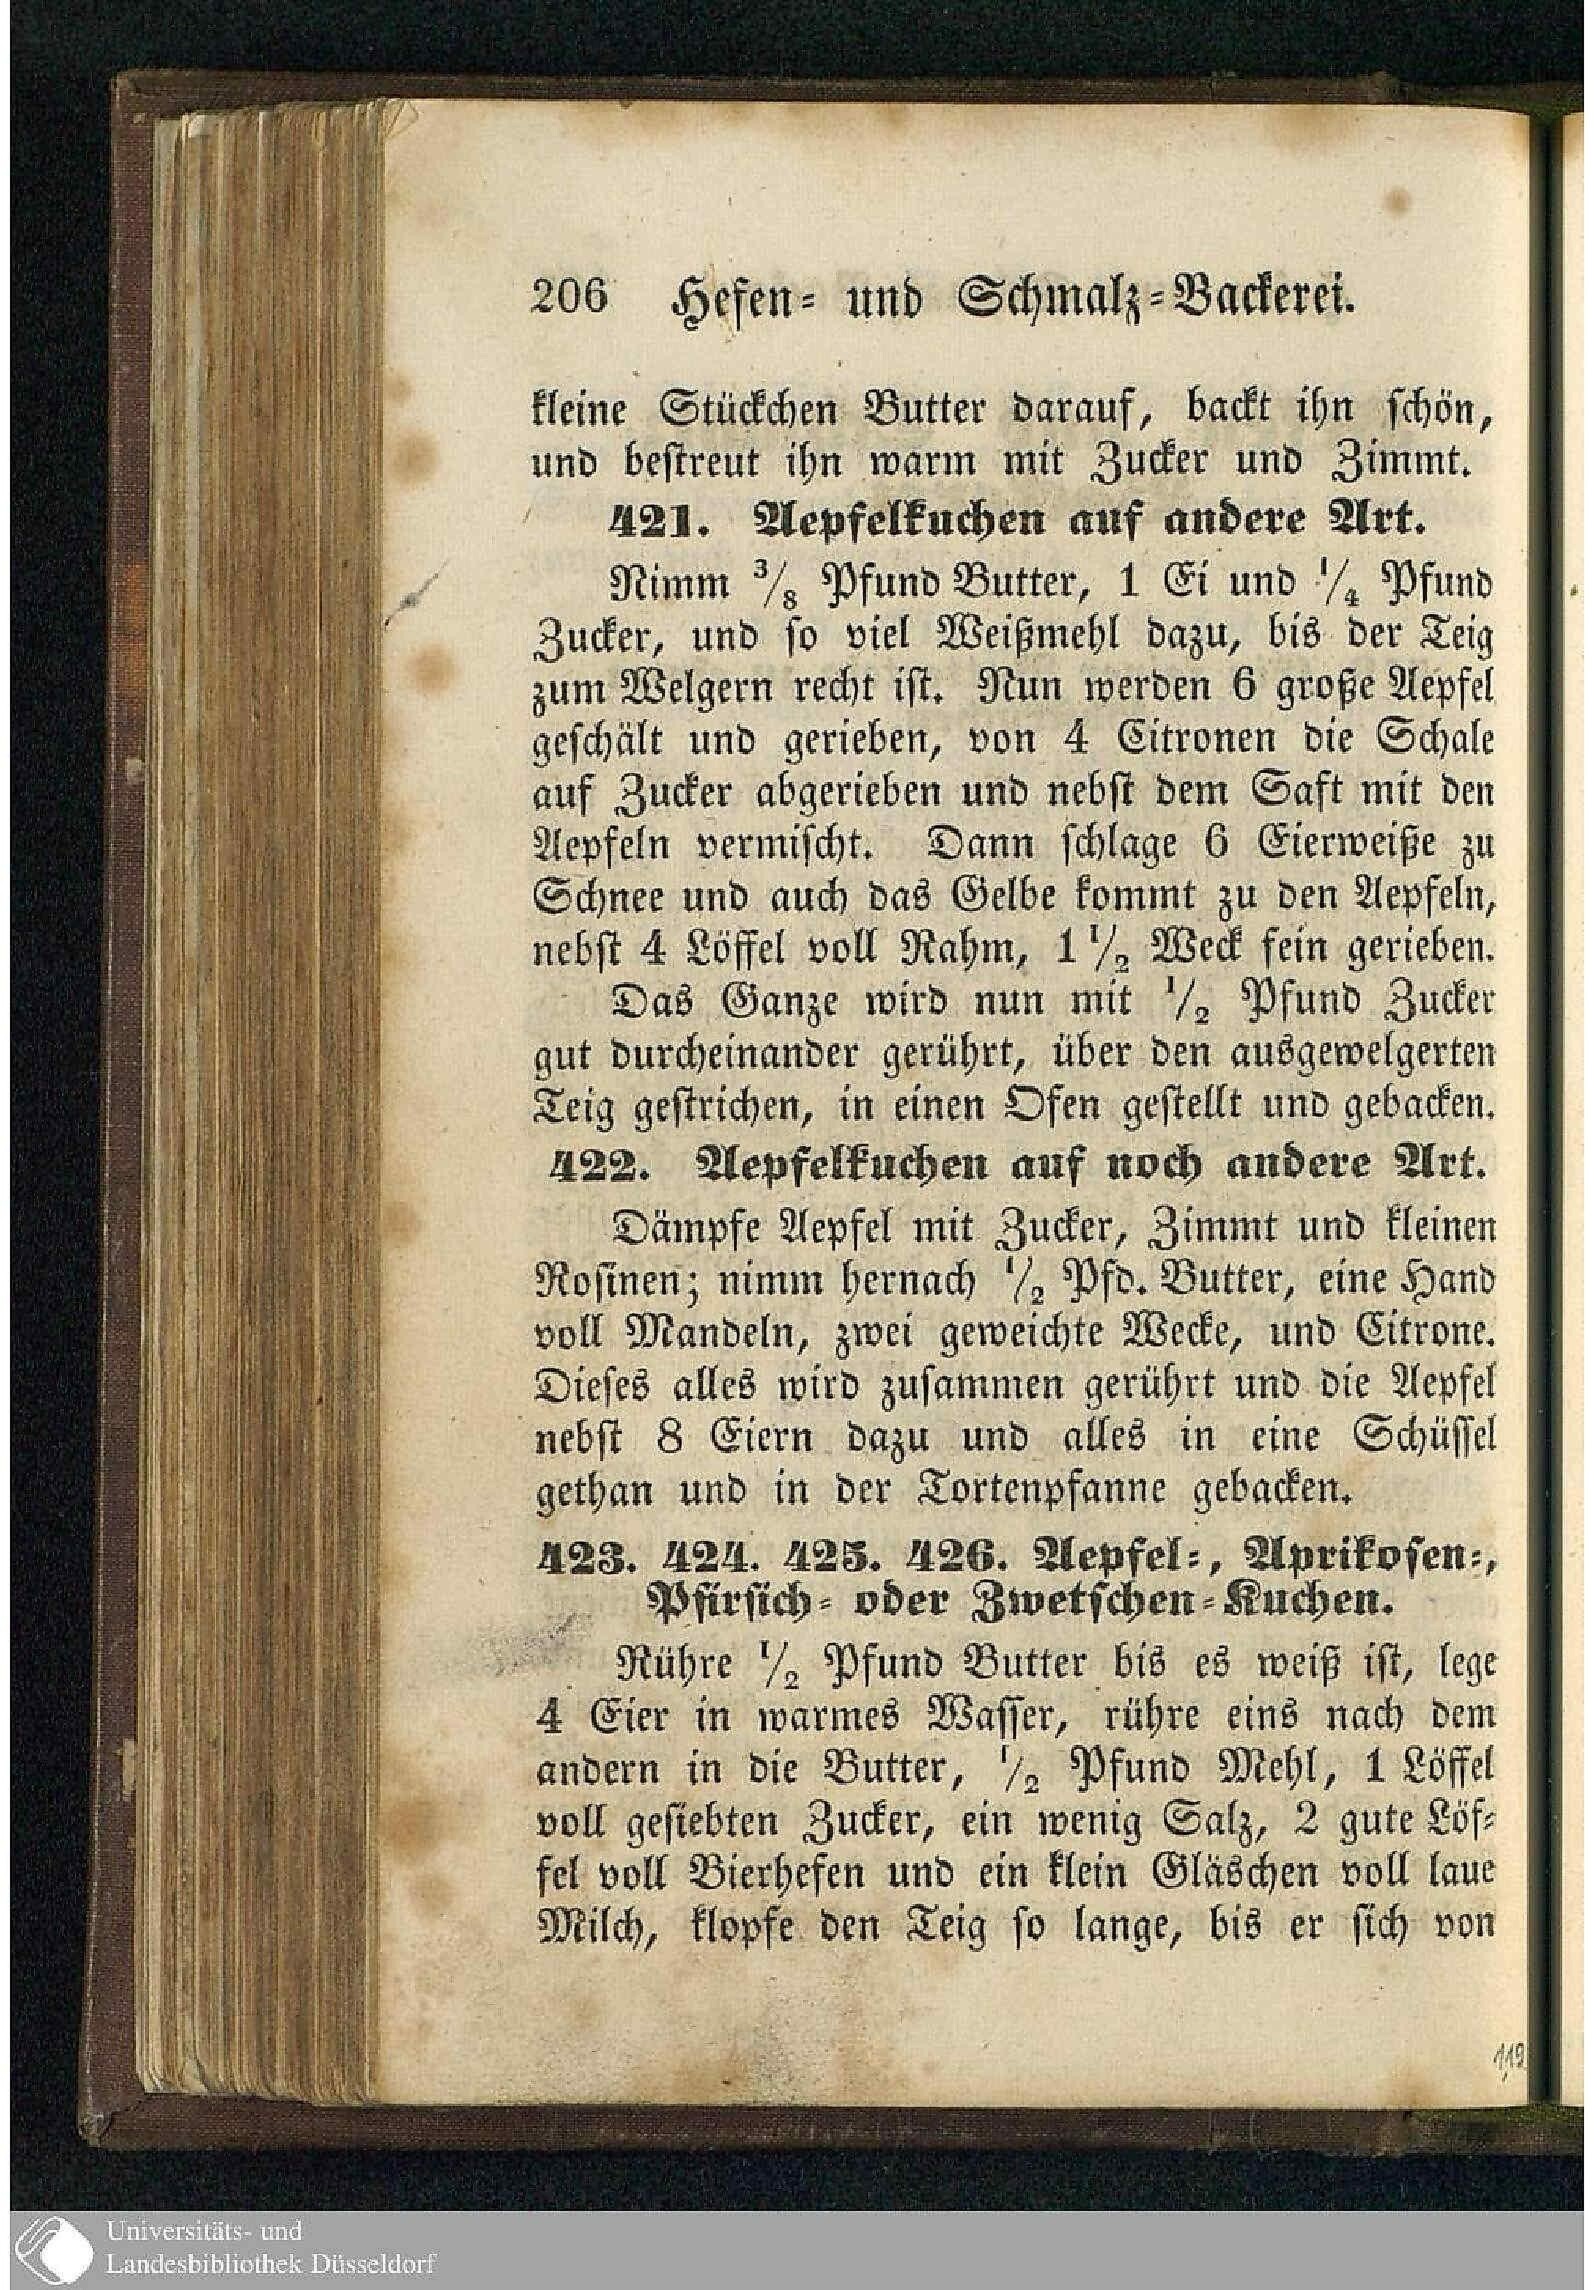 206 Hefen- und Schmalz-Backerei.
kleine Stückchen Butter darauf, backt ihn schön,
und bestreut ihn warm mit Zucker und Zimmt.
421. Aepfelkuchen auf andere Art.
Nimm 3/8 Pfund Butter, 1 Ei und 1/4 Pfund
Zucker, und so viel Weißmehl dazu, bis der Teig
zum Welgern recht ist. Nun werden 6 große Aepfel
geschält und gerieben, von 4 Citronen die Schale
auf Zucker abgerieben und nebst dem Saft mit den
Aepfeln vermischt. Dann schlage 6 Eierweiße zu
Schnee und auch das Gelbe kommt zu den Aepfeln,
nebst 4 Löffel voll Rahm, 1 1/2 Weck fein gerieben.
Das Ganze wird nun mit 1/2 Pfund Zucker
gut durcheinander gerührt, über den ausgewelgerten
Teig gestrichen, in einen Ofen gestellt und gebacken.
422. Aepfelkuchen auf noch andere Art.
Dämpfe Aepfel mit Zucker, Zimmt und kleinen
Rosinen; nimm hernach 1/2 Pfd. Butter, eine Hand
voll Mandeln, zwei geweichte Wecke, und Citrone.
Dieses alles wird zusammen gerührt und die Aepfel
nebst 8 Eiern dazu und alles in eine Schüssel
gethan und in der Tortenpfanne gebacken.
423. 424. 425. 426. Aepfel-, Aprikosen-,
Pfirsich- oder Zwetschen-Kuchen.
Rühre 1/2 Pfund Butter bis es weiß ist, lege
4 Eier in warmes Wasser, rühre eins nach dem
andern in die Butter, 1/2 Pfund Mehl, 1 Löffel
voll gesiebten Zucker, ein wenig Salz, 2 gute Löf-
fel voll Bierhefen und ein klein Gläschen voll laue
Milch, klopfe den Teig so lange, bis er sich von
Universitäts- und
Landesbibliothek Düsseldorf